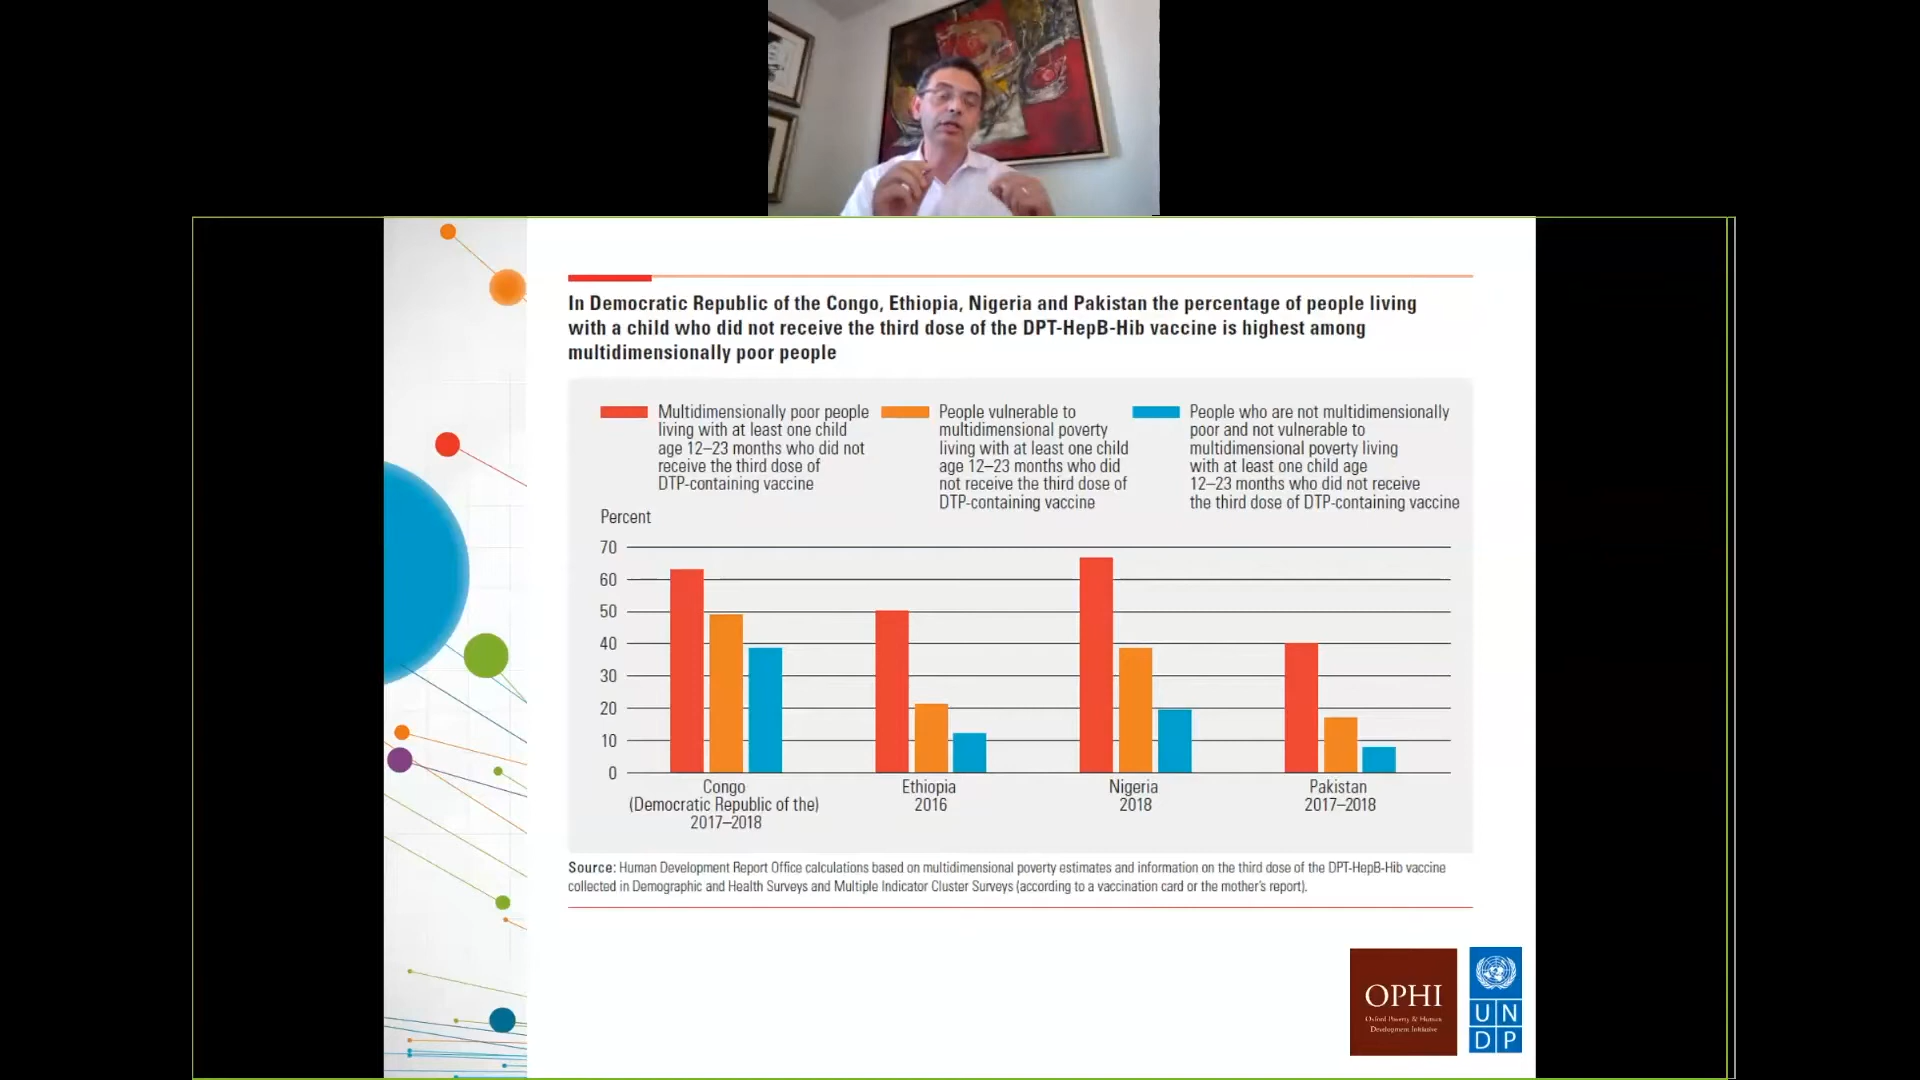 In Democratic Republic of the Congo, Ethiopia, Nigeria and Pakistan the percentage of people living
with a child who did not receive the third dose of the DPT-HepB-Hib vaccine is highest among
multidimensionally poor people
Multidimensionally poor people
living with at least one child
age 12–23 months who did not
receive the third dose of
DTP-containing vaccine
People vulnerable to
multidimensional poverty
living with at least one child
age 12–23 months who did
not receive the third dose of
DTP-containing vaccine
People who are not multidimensionally
poor and not vulnerable to
multidimensional poverty living
with at least one child age
12–23 months who did not receive
the third dose of DTP-containing vaccine
Percent
70
60
50
40
30
20
10
0
Congo
(Democratic Republic of the)
2017–2018
Ethiopia
2016
Nigeria
2018
Pakistan
2017–2018
Source: Human Development Report Office calculations based on multidimensional poverty estimates and information on the third dose of the DPT-HepB-Hib vaccine
collected in Demographic and Health Surveys and Multiple Indicator Cluster Surveys (according to a vaccination card or the mother's report).
OPHI
Oxford Poverty & Human
Development Initiative
U N
D P